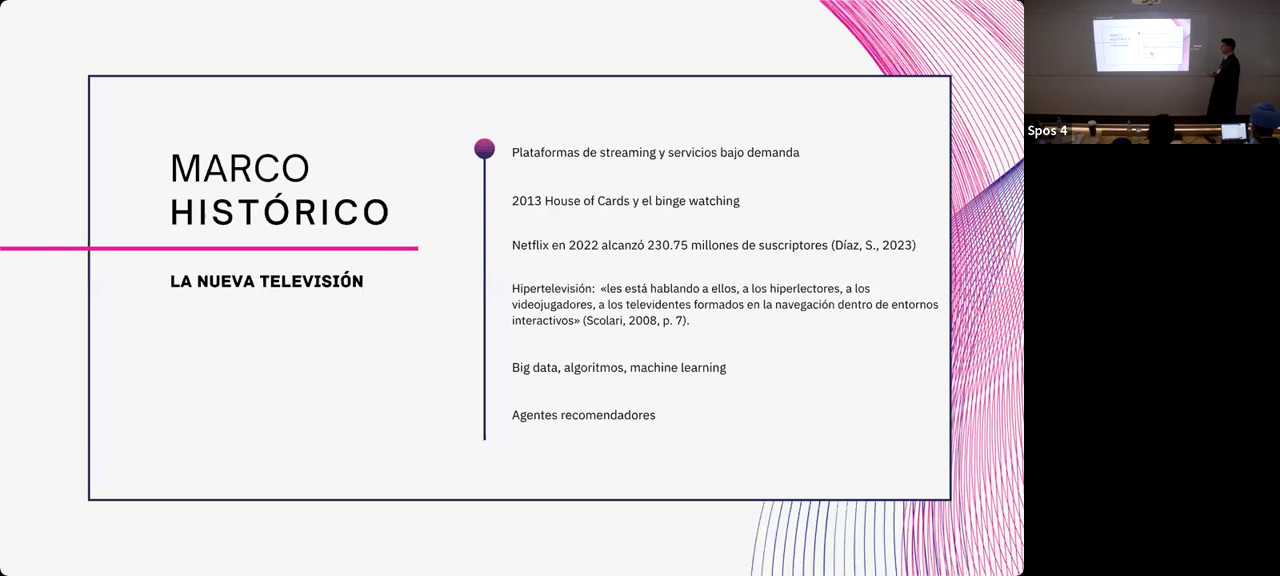 MARCO
HISTÓRICO
LA NUEVA TELEVISIÓN
Plataformas de streaming y servicios bajo demanda
2013 House of Cards y el binge watching
Netflix en 2022 alcanzó 230.75 millones de suscriptores (Díaz, S., 2023)
Hipertelevisión: «les está hablando a ellos, a los hiperlectores, a los
videojugadores, a los televidentes formados en la navegación dentro de entornos
interactivos» (Scolari, 2008, p. 7).
Big data, algoritmos, machine learning
Agentes recomendadores
Spos 4